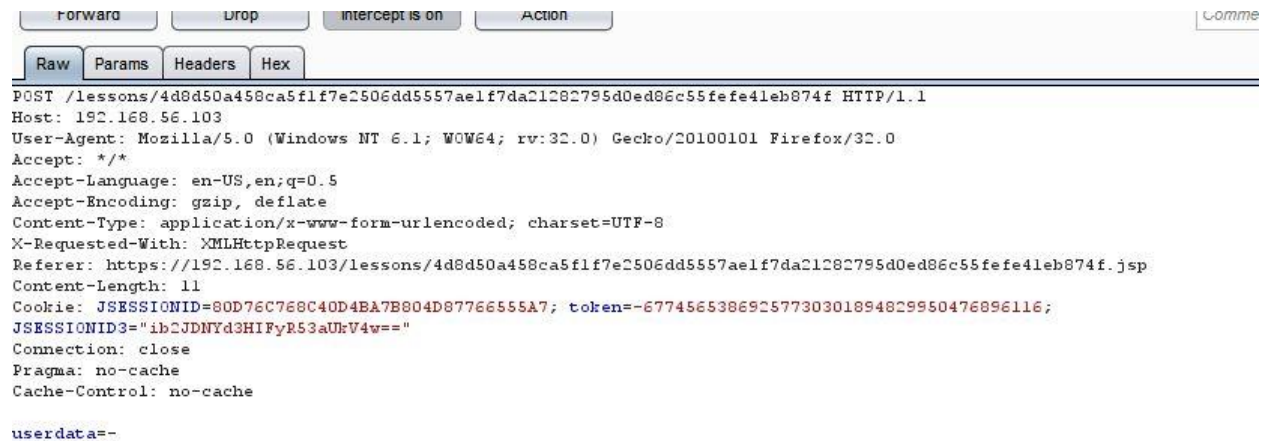 Forward Drop Intercept is on Action Comme
Raw Params Headers Hex
POST /lessons/4d8d50a458ca5f1f7e2506dd5557ae1f7da21282795d0ed86c55fefe41eb874f HTTP/1.1
Host: 192.168.56.103
User-Agent: Mozilla/5.0 (Windows NT 6.1; WOW64; rv:32.0) Gecko/20100101 Firefox/32.0
Accept: */*
Accept-Language: en-US,en;q=0.5
Accept-Encoding: gzip, deflate
Content-Type: application/x-www-form-urlencoded; charset=UTF-8
X-Requested-With: XMLHttpRequest
Referer: https://192.168.56.103/lessons/4d8d50a458ca5f1f7e2506dd5557ae1f7da21282795d0ed86c55fefe41eb874f.jsp
Content-Length: 11
Cookie: JSESSIONID=80D76C768C40D4BA7B804D87766555A7; token=-67745653869257730301894829950476896116;
JSESSIONID3="ib2JDNYd3HIFyR53aUkV4w=="
Connection: close
Pragma: no-cache
Cache-Control: no-cache
userdata=-